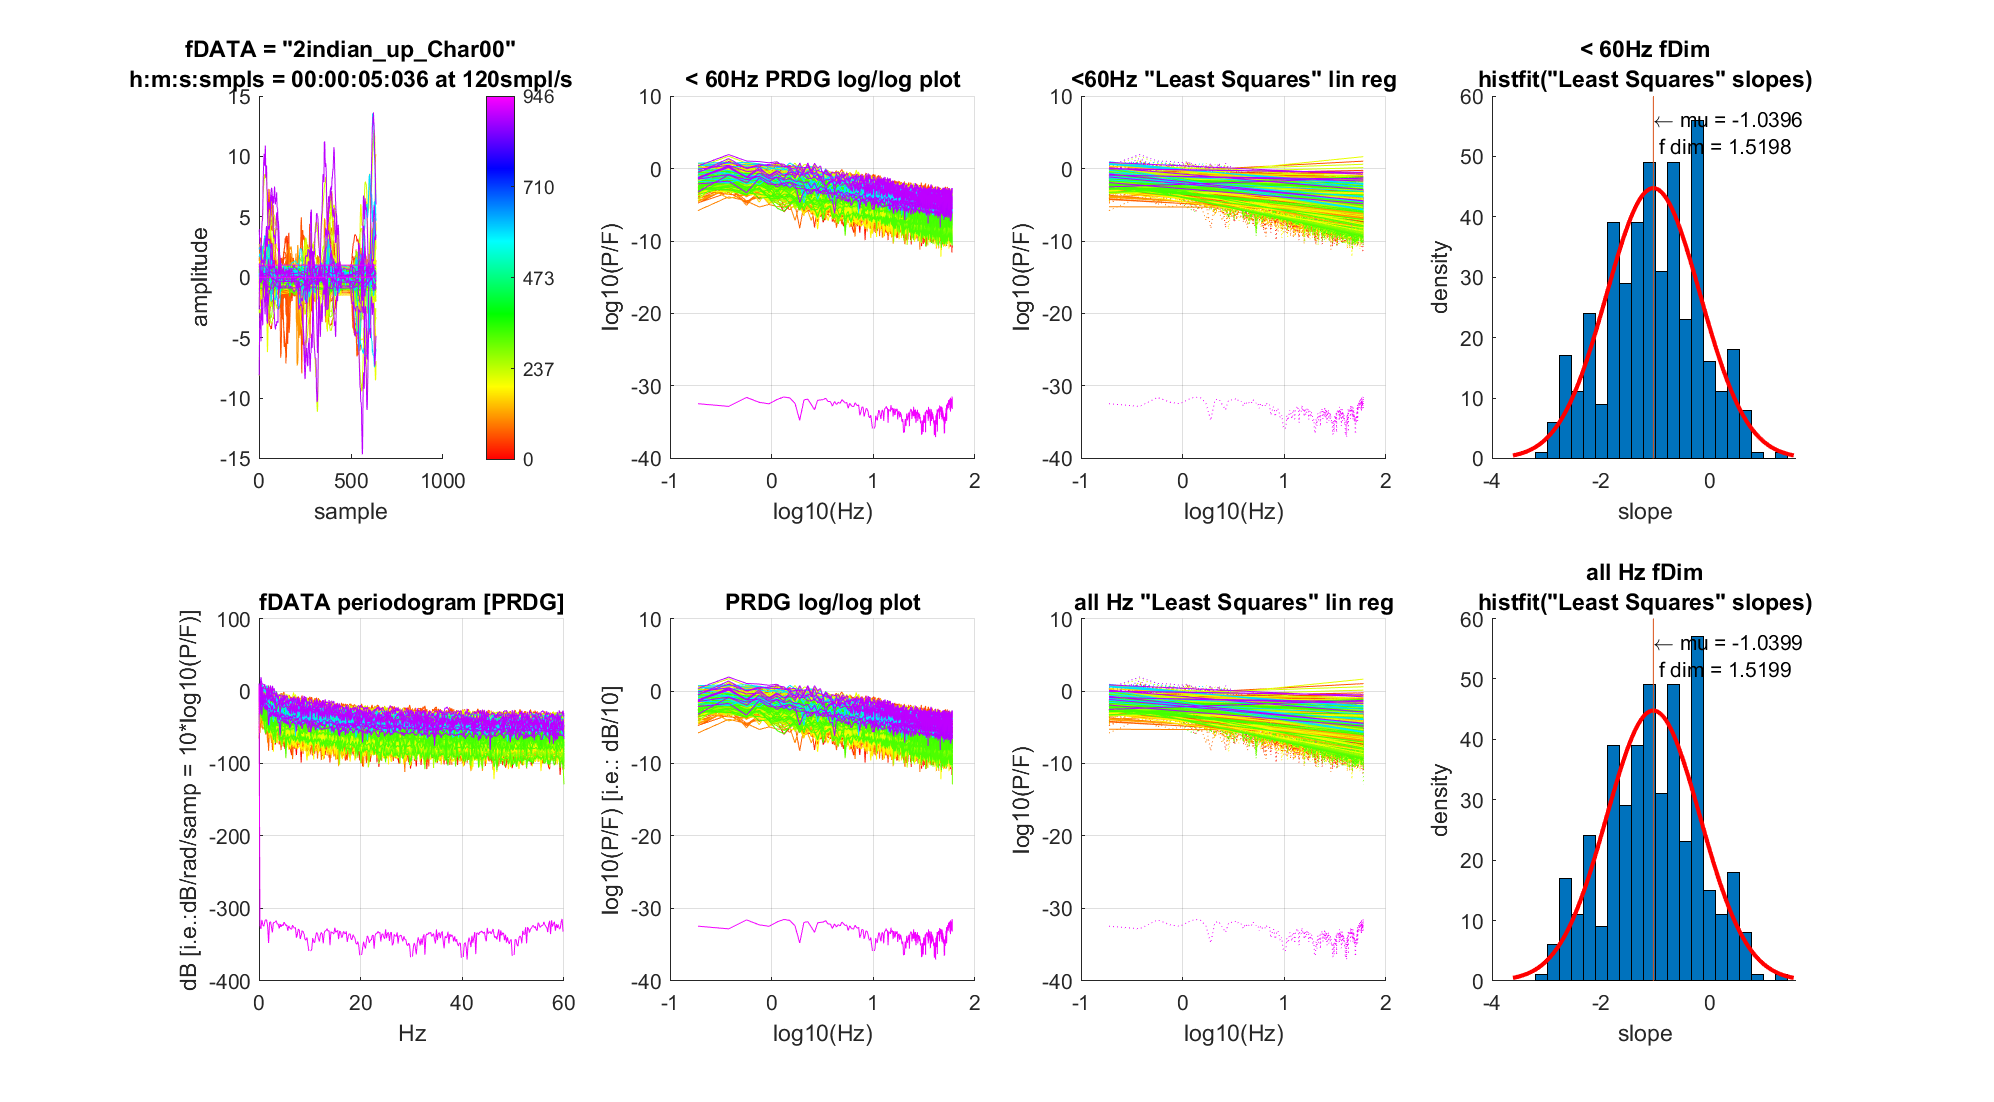 fDATA = "2indian_up_Char00"
h:m:s:smpls = 00:00:05:036 at 120smpl/s
15
10
5
0
-5
-10
-15
amplitude
0
500
1000
sample
946
710
473
237
0
< 60Hz PRDG log/log plot
10
0
-10
-20
-30
-40
log10(P/F)
-1
0
1
2
log10(Hz)
<60Hz "Least Squares" lin reg
10
0
-10
-20
-30
-40
log10(P/F)
-1
0
1
2
log10(Hz)
< 60Hz fDim
histfit("Least Squares" slopes)
← mu = -1.0396
f dim = 1.5198
60
50
40
30
20
10
0
density
-4
-2
0
slope
fDATA periodogram [PRDG]
100
0
-100
-200
-300
-400
dB [i.e.:dB/rad/samp = 10*log10(P/F)]
0
20
40
60
Hz
PRDG log/log plot
10
0
-10
-20
-30
-40
log10(P/F) [i.e.: dB/10]
-1
0
1
2
log10(Hz)
all Hz "Least Squares" lin reg
10
0
-10
-20
-30
-40
log10(P/F)
-1
0
1
2
log10(Hz)
all Hz fDim
histfit("Least Squares" slopes)
← mu = -1.0399
f dim = 1.5199
60
50
40
30
20
10
0
density
-4
-2
0
slope